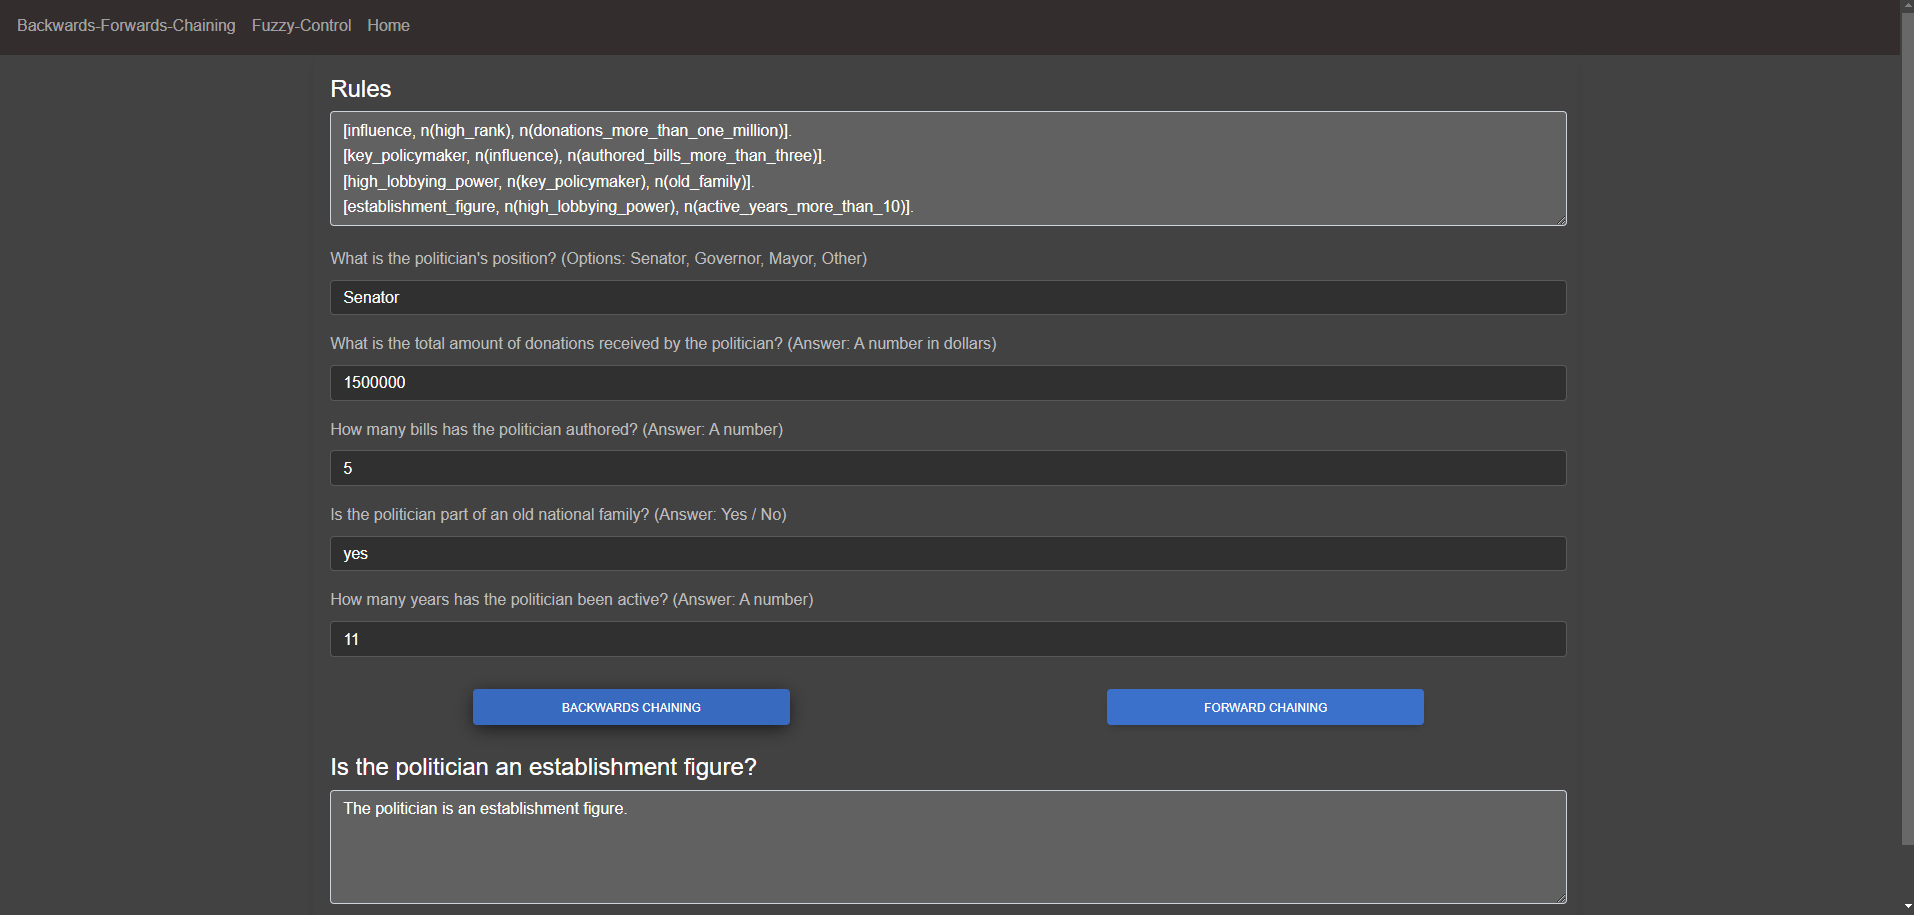 Backwards-Forwards-Chaining Fuzzy-Control Home
Rules
[influence, n(high_rank), n(donations_more_than_one_million)].
[key_policymaker, n(influence), n(authored_bills_more_than_three)].
[high_lobbying_power, n(key_policymaker), n(old_family)].
[establishment_figure, n(high_lobbying_power), n(active_years_more_than_10)].
What is the politician's position? (Options: Senator, Governor, Mayor, Other)
Senator
What is the total amount of donations received by the politician? (Answer: A number in dollars)
1500000
How many bills has the politician authored? (Answer: A number)
5
Is the politician part of an old national family? (Answer: Yes / No)
yes
How many years has the politician been active? (Answer: A number)
11
BACKWARDS CHAINING FORWARD CHAINING
Is the politician an establishment figure?
The politician is an establishment figure.